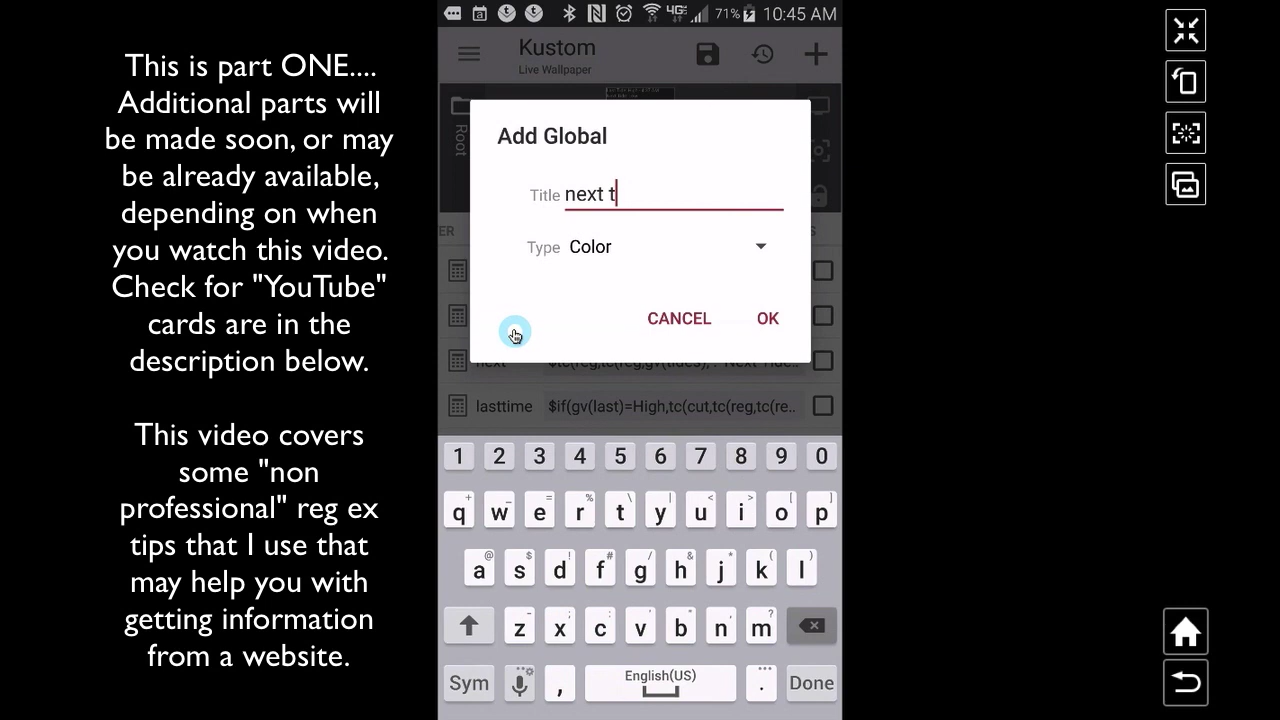 This is part ONE....
Additional parts will
be made soon, or may
be already available,
depending on when
you watch this video.
Check for "YouTube"
cards are in the
description below.
This video covers
some "non
professional" reg ex
tips that I use that
may help you with
getting information
from a website.
4G
71% 10:45 AM
Kustom
Live Wallpaper
Root
Add Global
Title next t
Type Color
CANCEL OK
lasttime $if(gv(last)=High,tc(cut,tc(reg,tc(re..
1 2 3 4 5 6 7 8 9 0
q w e r t y u i o p
a s d f g h j k l
z x c v b n m
Sym , English(US) . Done